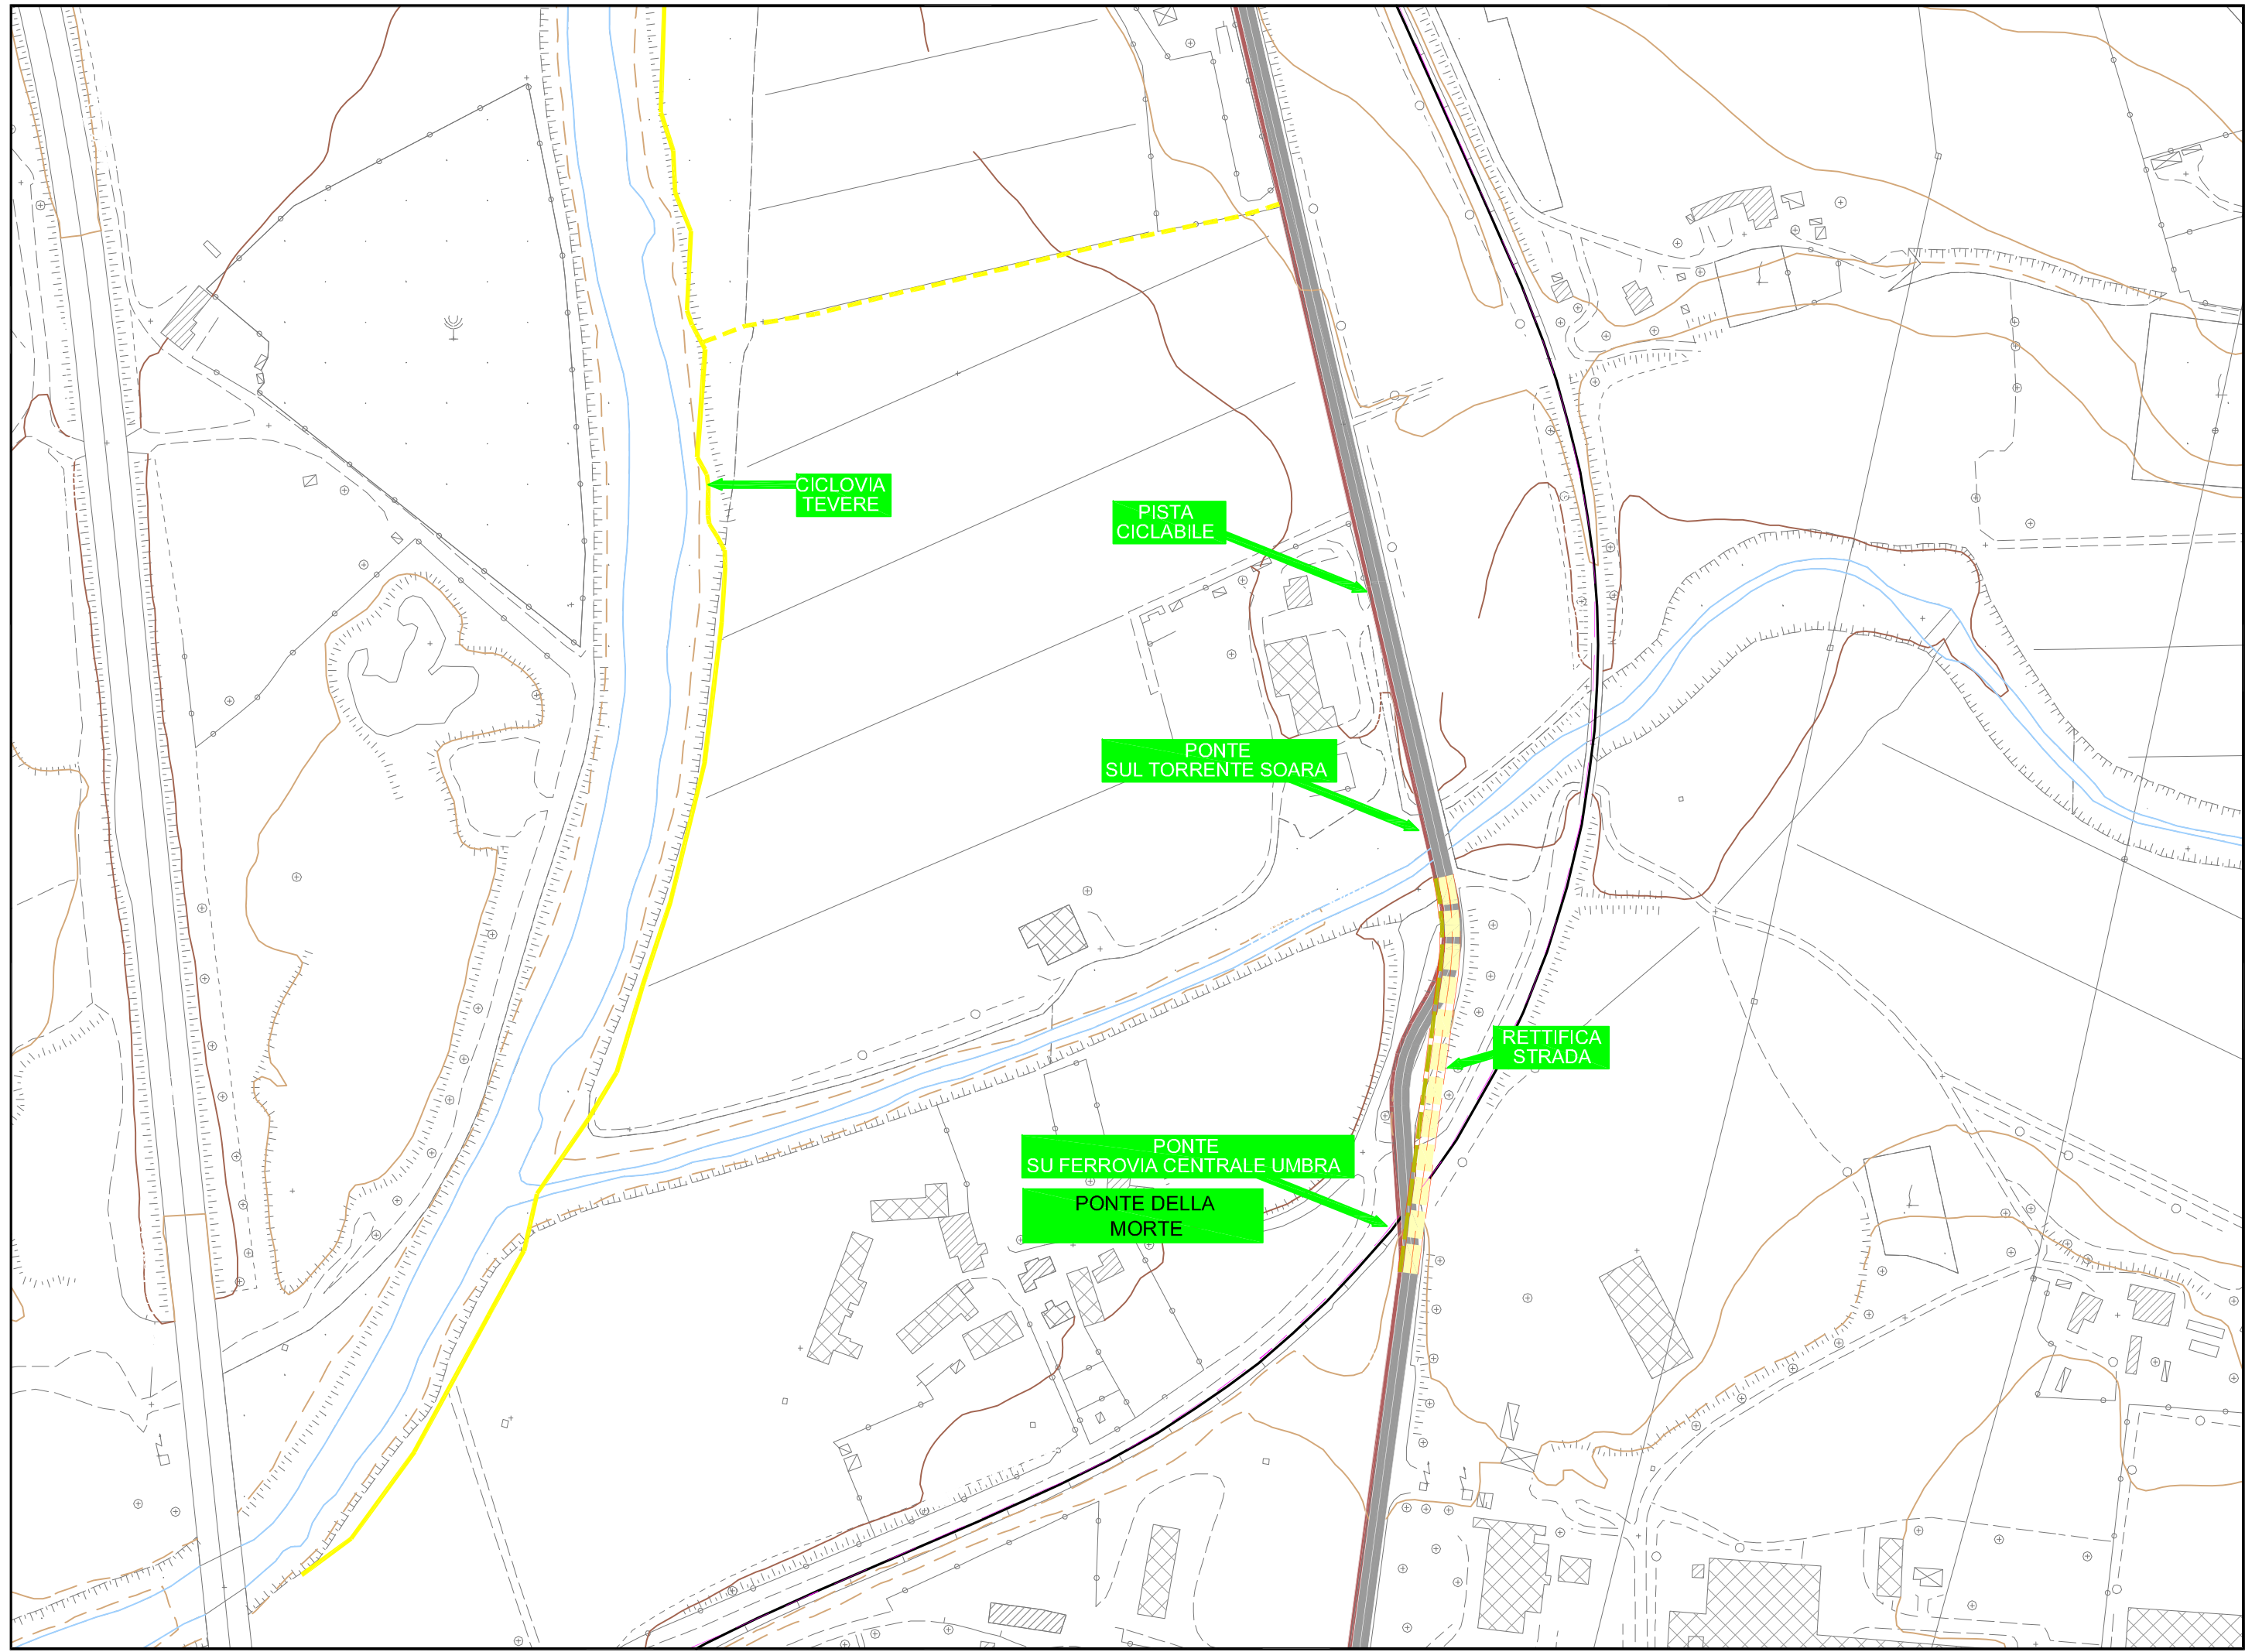 CICLOVIA
TEVERE
PISTA
CICLABILE
PONTE
SUL TORRENTE SOARA
RETTIFICA
STRADA
PONTE
SU FERROVIA CENTRALE UMBRA
PONTE DELLA
MORTE